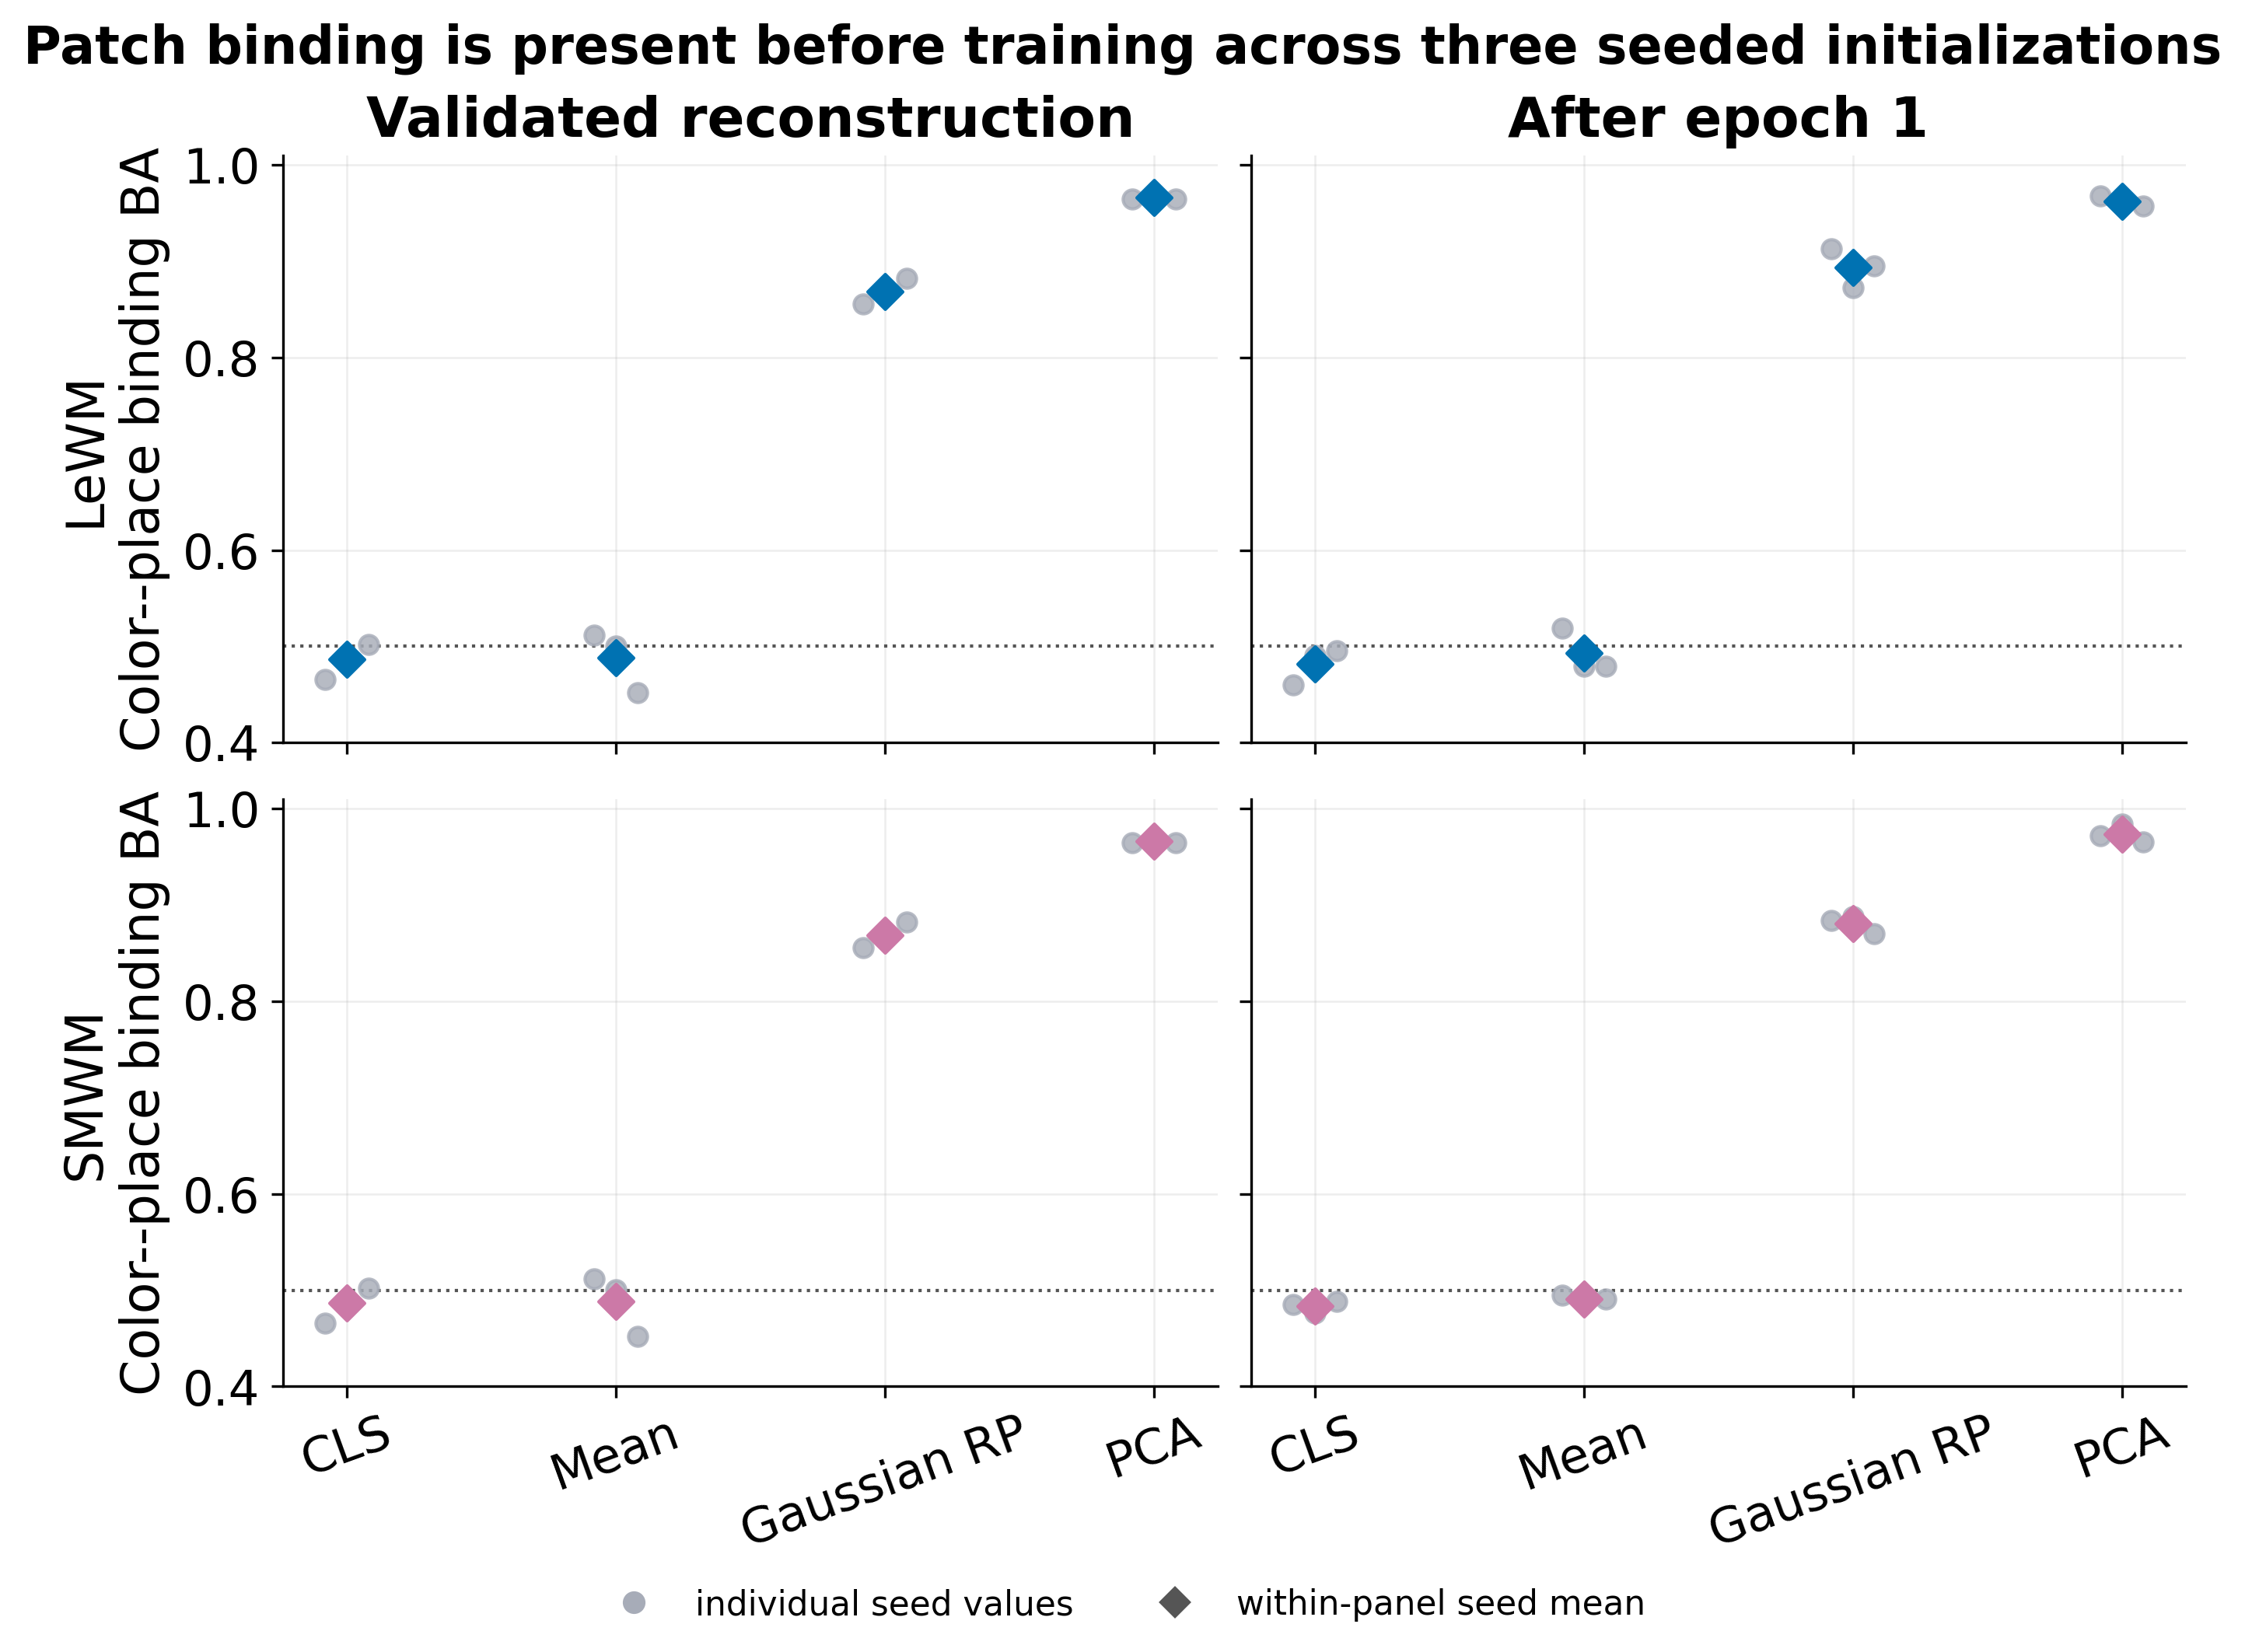 Patch binding is present before training across three seeded initializations
Validated reconstruction
After epoch 1
LeWM
Color--place binding BA
1.0
0.8
0.6
0.4
SMWM
Color--place binding BA
1.0
0.8
0.6
0.4
CLS
Mean
Gaussian RP
PCA
CLS
Mean
Gaussian RP
PCA
individual seed values
within-panel seed mean